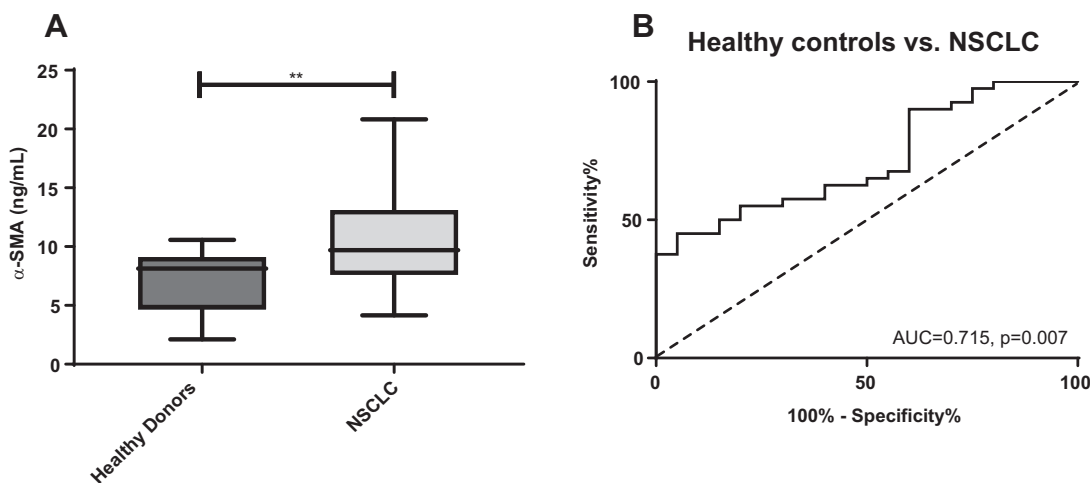 A
25
20
15
10
5
0
α-SMA (ng/mL)
**
Healthy Donors
NSCLC
B
Healthy controls vs. NSCLC
100
50
0
Sensitivity%
AUC=0.715, p=0.007
0
50
100
100% - Specificity%